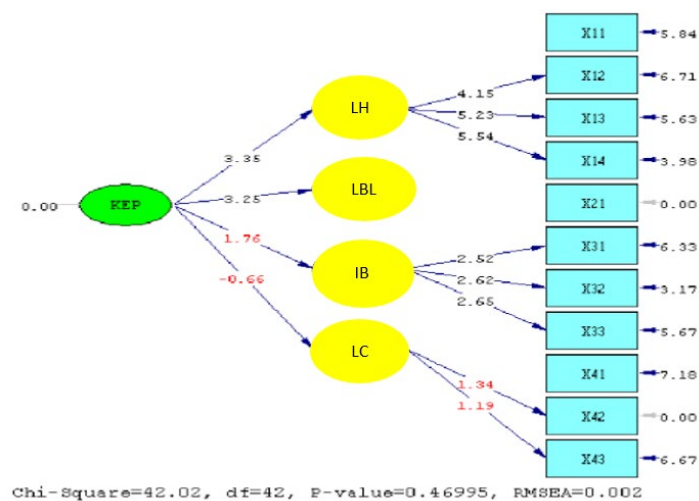 X11 5.84
X12 6.71
4.15
LH
5.23
X13 5.63
5.54
X14 3.98
3.35
0.00 KEP
3.25
LBL
X21 0.00
1.76
X31 6.33
2.52
IB
2.62
X32 3.17
2.65
-0.66
X33 5.67
LC
X41 7.18
1.34
X42 0.00
1.19
X43 6.67
Chi-Square=42.02, df=42, P-value=0.46995, RMSEA=0.002